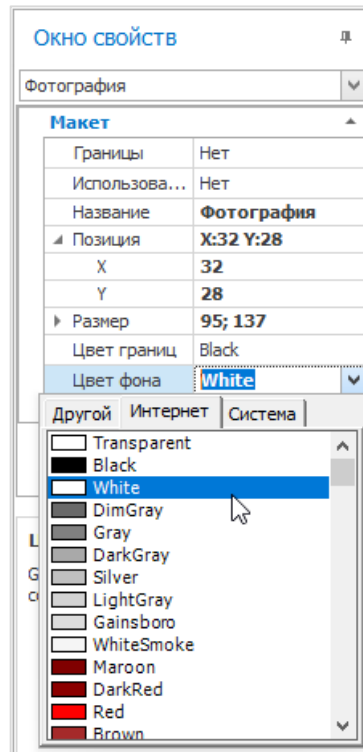 Окно свойств
Фотография
Макет
Границы Нет
Использова... Нет
Название Фотография
Позиция X:32 Y:28
X 32
Y 28
Размер 95; 137
Цвет границ Black
Цвет фона White
Другой Интернет Система
Transparent
Black
White
DimGray
Gray
DarkGray
Silver
LightGray
Gainsboro
WhiteSmoke
Maroon
DarkRed
Red
Brown